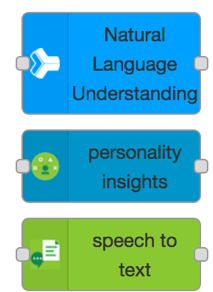 Natural
Language
Understanding
personality
insights
speech to
text